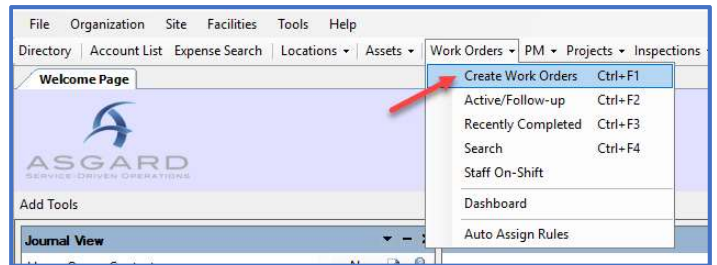 File Organization Site Facilities Tools Help
Directory Account List Expense Search Locations Assets Work Orders PM Projects Inspections
Welcome Page
Create Work Orders Ctrl+F1
Active/Follow-up Ctrl+F2
Recently Completed Ctrl+F3
Search Ctrl+F4
Staff On-Shift
Dashboard
Auto Assign Rules
ASGARD
SERVICE-DRIVEN OPERATIONS
Add Tools
Journal View